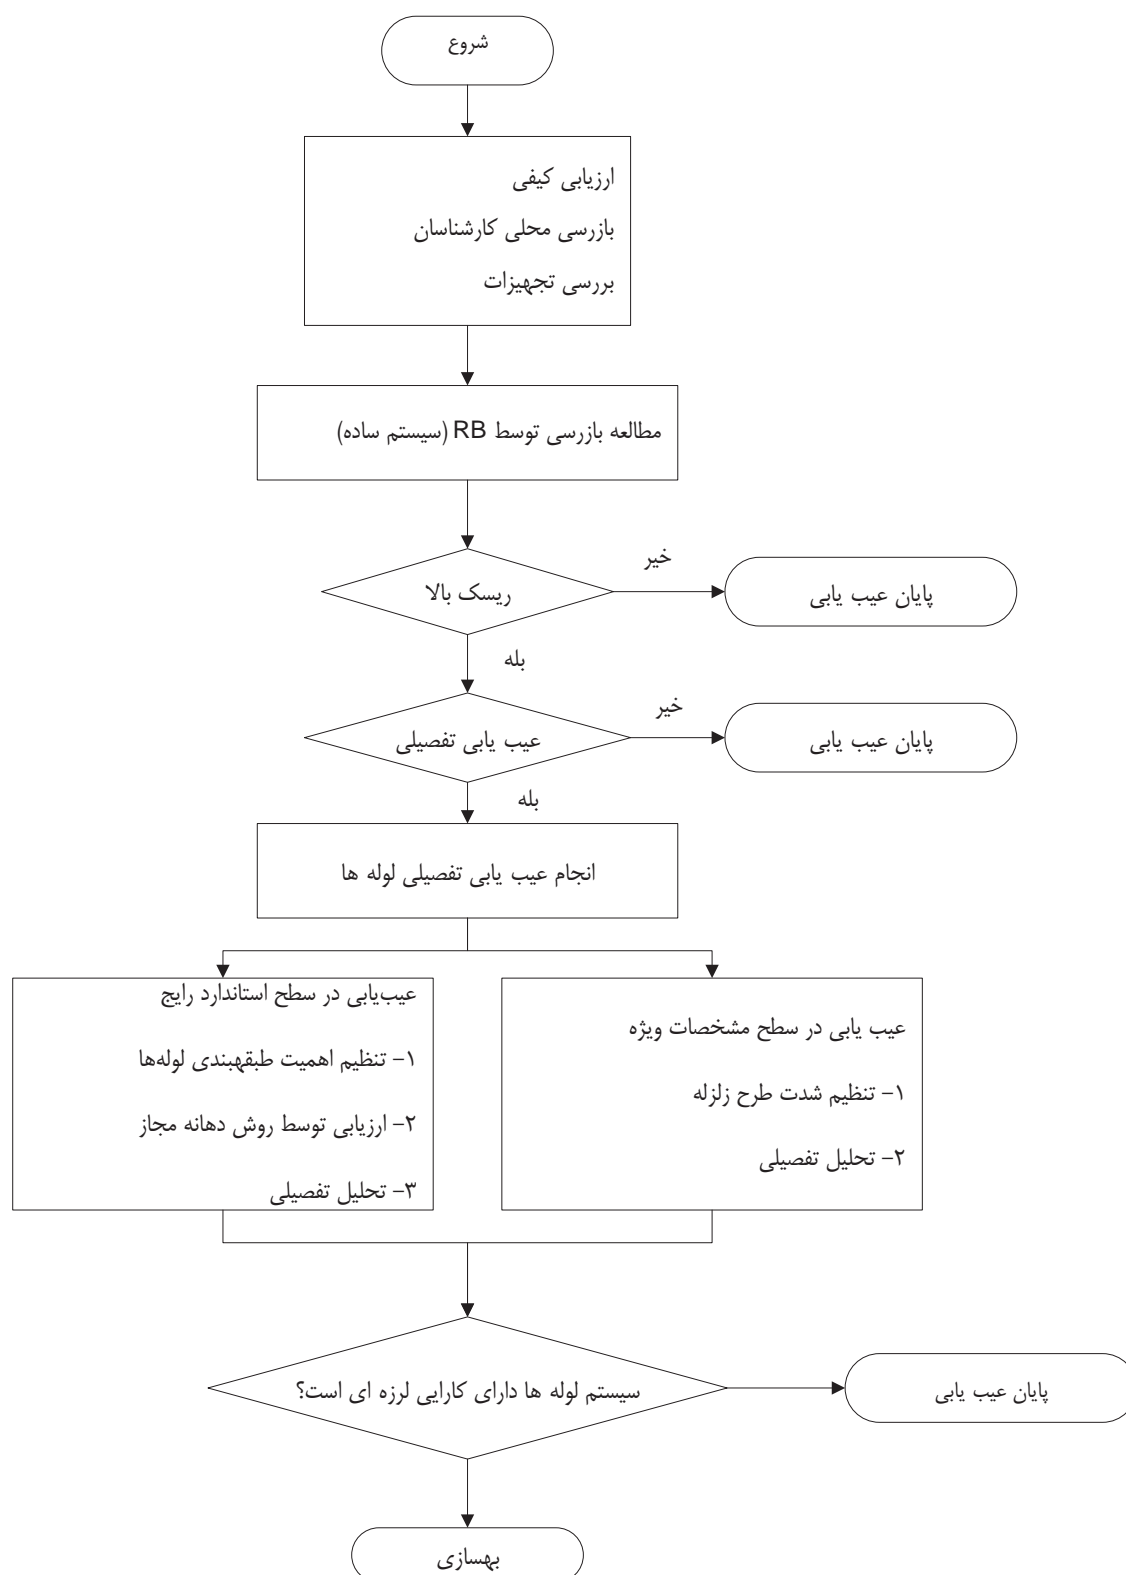 شروع
ارزیابی کیفی
بازرسی محلی کارشناسان
بررسی تجهیزات
مطالعه بازرسی توسط RB (سیستم ساده)
ریسک بالا
خیر
پایان عیب یابی
بله
عیب یابی تفصیلی
خیر
پایان عیب یابی
بله
انجام عیب یابی تفصیلی لوله ها
عیب یابی در سطح مشخصات ویژه
۱- تنظیم شدت طرح زلزله
۲- تحلیل تفصیلی
عیب‌یابی در سطح استاندارد رایج
۱- تنظیم اهمیت طبقهبندی لوله‌ها
۲- ارزیابی توسط روش دهانه مجاز
۳- تحلیل تفصیلی
سیستم لوله ها دارای کارایی لرزه ای است؟
پایان عیب یابی
بهسازی